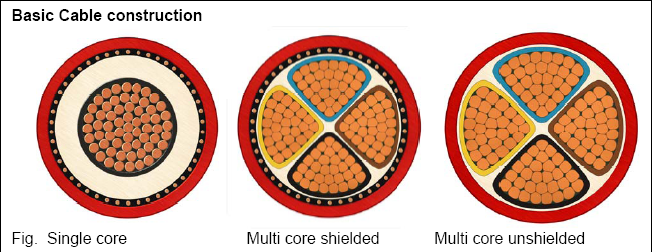 Basic Cable construction
Fig. Single core Multi core shielded Multi core unshielded